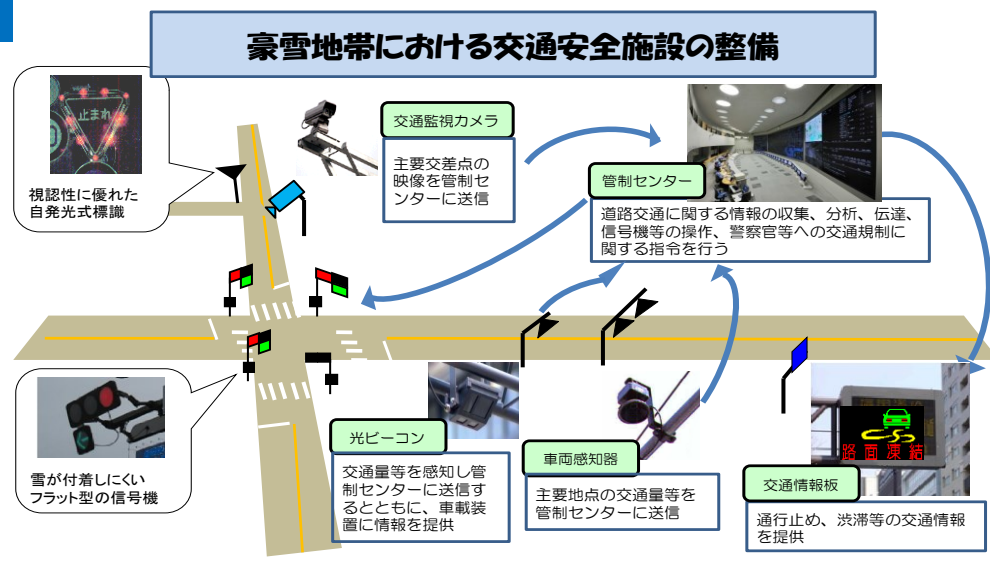 豪雪地帯における交通安全施設の整備
止まれ
視認性に優れた
自発光式標識
交通監視カメラ
主要交差点の
映像を管制セ
ンターに送信
管制センター
道路交通に関する情報の収集、分析、伝達、
信号機等の操作、警察官等への交通規制に
関する指令を行う
雪が付着しにくい
フラット型の信号機
光ビーコン
交通量等を感知し管
制センターに送信す
るとともに、車載装
置に情報を提供
車両感知器
主要地点の交通量等を
管制センターに送信
路面凍結
交通情報板
通行止め、渋滞等の交通情報
を提供